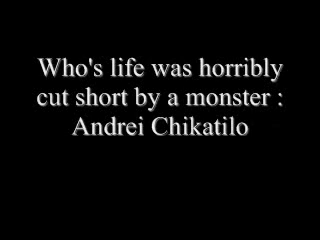 Who's life was horribly
cut short by a monster :
Andrei Chikatilo